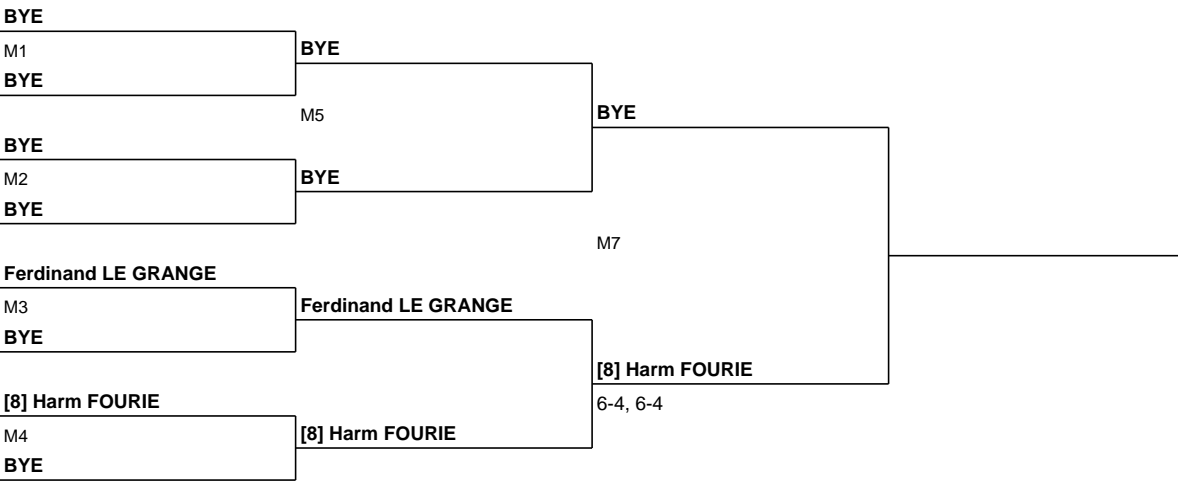 BYE
M1
BYE
BYE
M2
BYE
Ferdinand LE GRANGE
M3
BYE
[8] Harm FOURIE
M4
BYE
BYE
M5
BYE
Ferdinand LE GRANGE
[8] Harm FOURIE
BYE
M7
[8] Harm FOURIE
6-4, 6-4